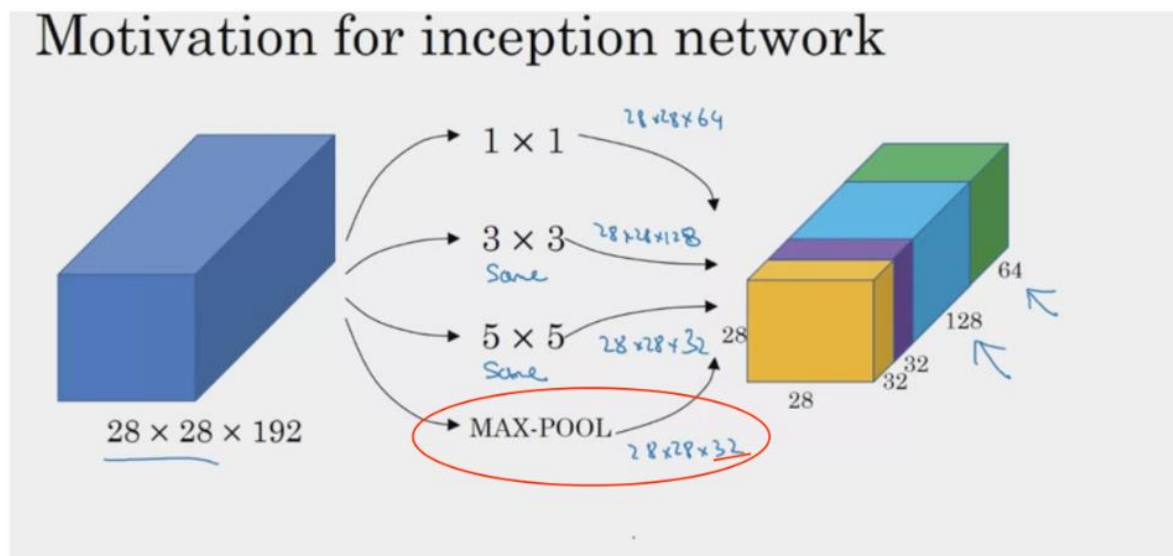 Motivation for inception network
1 × 1
28×28×64
3 × 3
Same
28×28×128
5 × 5
Same
28×28×32
MAX-POOL
28×28×32
28 × 28 × 192
28
28
32
32
128
64